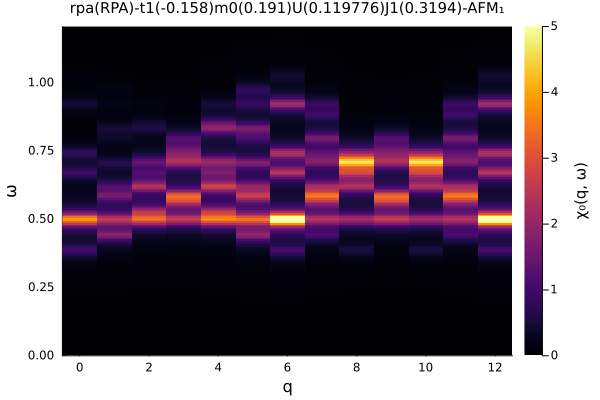 rpa(RPA)-t1(-0.158)m0(0.191)U(0.119776)J1(0.3194)-AFM₁
1.00
0.75
0.50
0.25
0.00
ω
0 2 4 6 8 10 12
q
5
4
3
2
1
0
χ₀(q, ω)